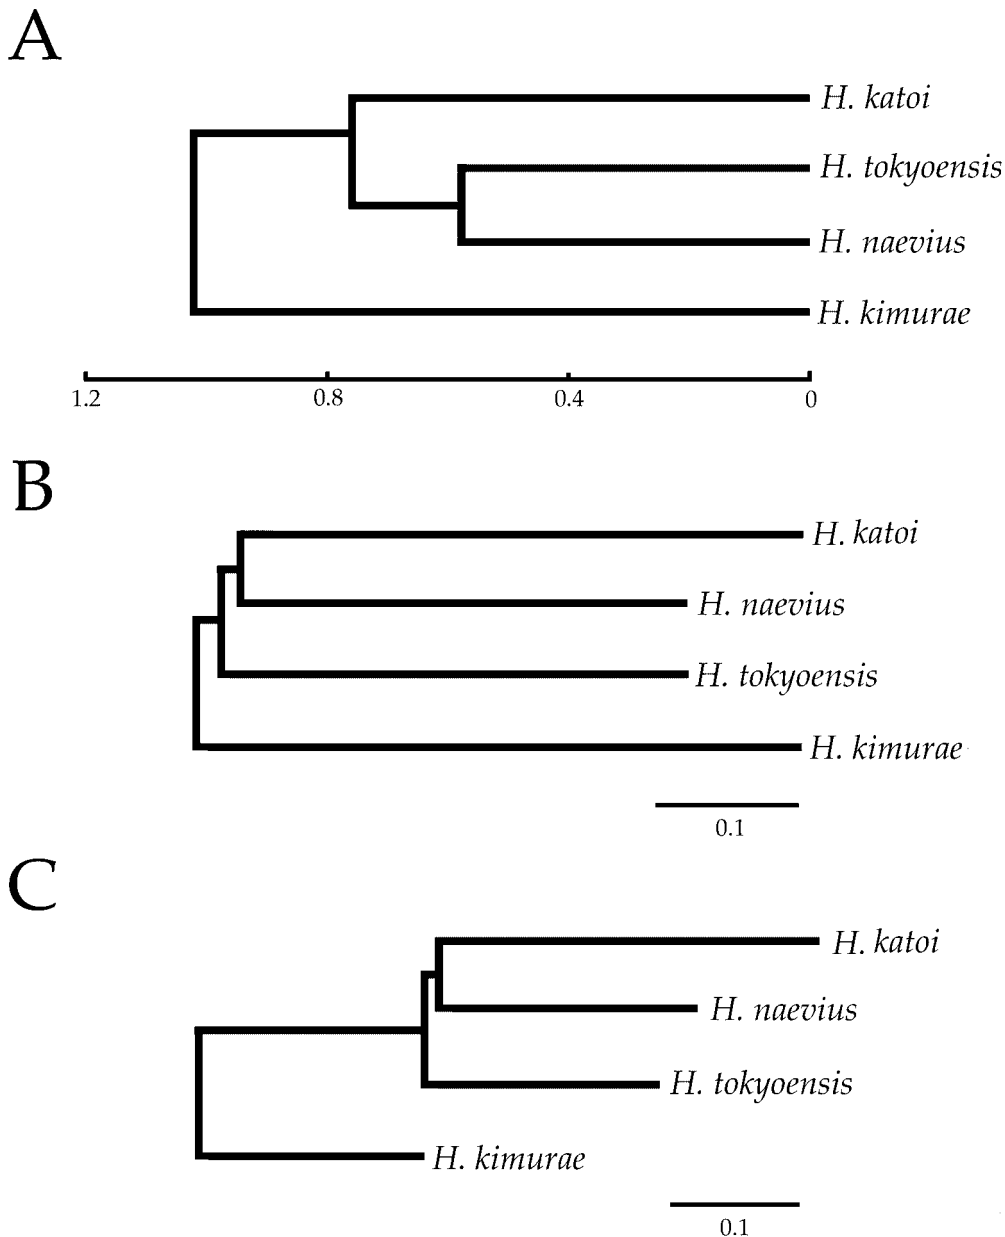 A
H. katoi
H. tokyoensis
H. naevius
H. kimurae
1.2 0.8 0.4 0
B
H. katoi
H. naevius
H. tokyoensis
H. kimurae
0.1
C
H. katoi
H. naevius
H. tokyoensis
H. kimurae
0.1